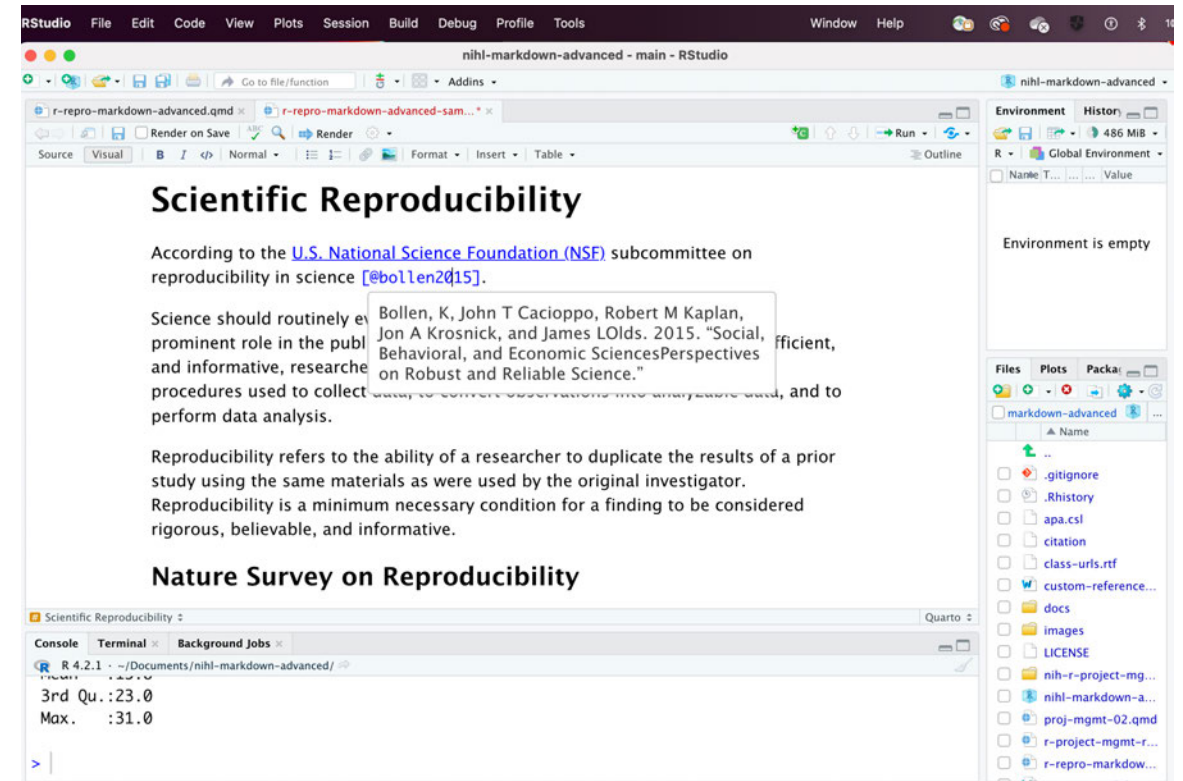 RStudio File Edit Code View Plots Session Build Debug Profile Tools Window Help
nihl-markdown-advanced - main - RStudio
Go to file/function Addins nihl-markdown-advanced
r-repro-markdown-advanced.qmd × r-repro-markdown-advanced-sam...* ×
Render on Save ABC Render Run
Source Visual B I </> Normal Format Insert Table Outline
Scientific Reproducibility
According to the U.S. National Science Foundation (NSF) subcommittee on
reproducibility in science [@bollen2015].
Bollen, K, John T Cacioppo, Robert M Kaplan,
Jon A Krosnick, and James LOlds. 2015. “Social,
Behavioral, and Economic SciencesPerspectives
on Robust and Reliable Science.”
Science should routinely
prominent role in the publ fficient,
and informative, researche
procedures used to collect data, to convert observations into analyzable data, and to
perform data analysis.
Reproducibility refers to the ability of a researcher to duplicate the results of a prior
study using the same materials as were used by the original investigator.
Reproducibility is a minimum necessary condition for a finding to be considered
rigorous, believable, and informative.
Nature Survey on Reproducibility
Scientific Reproducibility Quarto
Console Terminal × Background Jobs ×
R 4.2.1 · ~/Documents/nihl-markdown-advanced/
3rd Qu.:23.0
Max. :31.0
>
Environment History
486 MiB
R Global Environment
Name T... ... ... Value
Environment is empty
Files Plots Packa
markdown-advanced ...
Name
..
.gitignore
.Rhistory
apa.csl
citation
class-urls.rtf
custom-reference...
docs
images
LICENSE
nih-r-project-mg...
nihl-markdown-a...
proj-mgmt-02.qmd
r-project-mgmt-r...
r-repro-markdow...